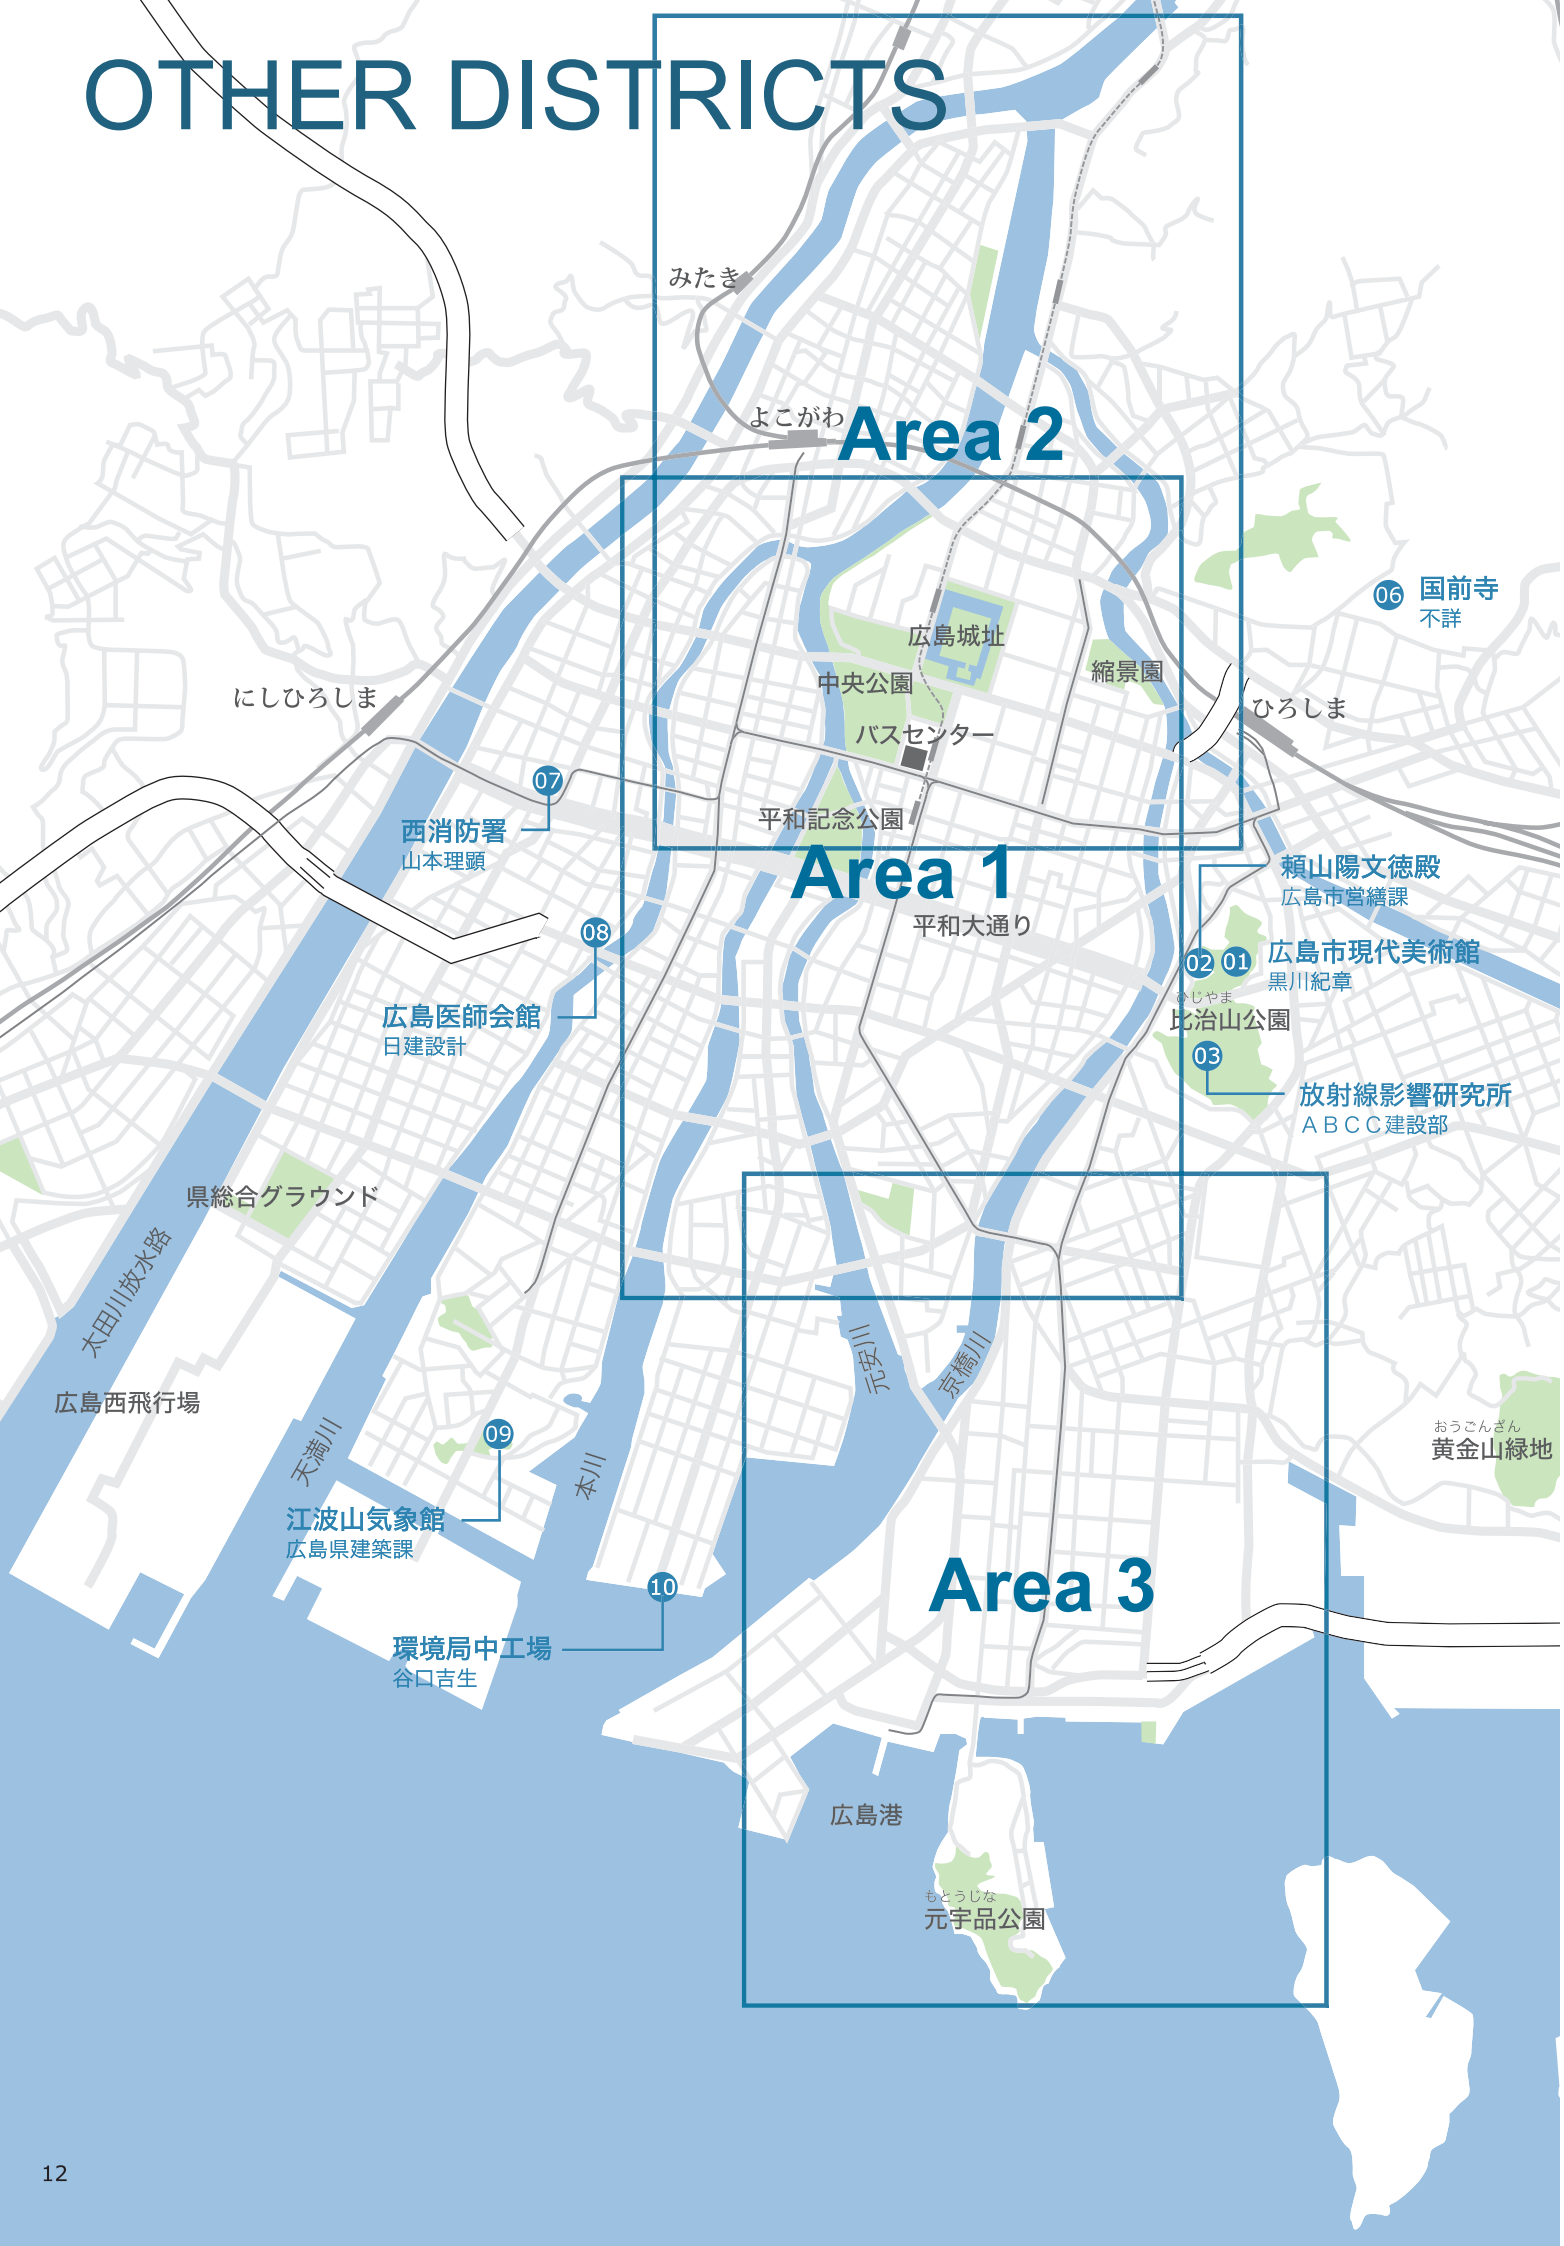 OTHER DISTRICTS
みたき
よこがわ
Area 2
06 国前寺
不詳
広島城址
縮景園
中央公園
にしひろしま
ひろしま
バスセンター
07
西消防署
山本理顕
平和記念公園
Area 1
頼山陽文徳殿
広島市営繕課
平和大通り
08
02
01
広島市現代美術館
黒川紀章
ひじやま
比治山公園
広島医師会館
日建設計
03
放射線影響研究所
ＡＢＣＣ建設部
県総合グラウンド
太田川放水路
元安川
京橋川
広島西飛行場
天満川
09
本川
おうごんざん
黄金山緑地
江波山気象館
広島県建築課
10
Area 3
環境局中工場
谷口吉生
広島港
もとうじな
元宇品公園
12